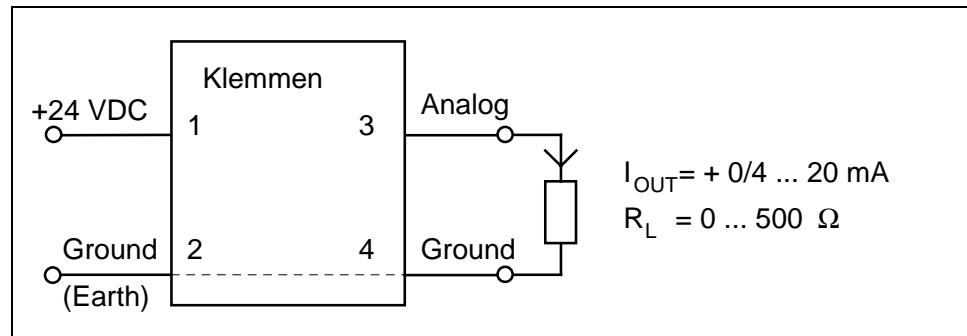 Klemmen
+24 VDC
1
3
Analog
Ground
2
4
Ground
(Earth)
I_OUT = + 0/4 ... 20 mA
R_L = 0 ... 500 Ω